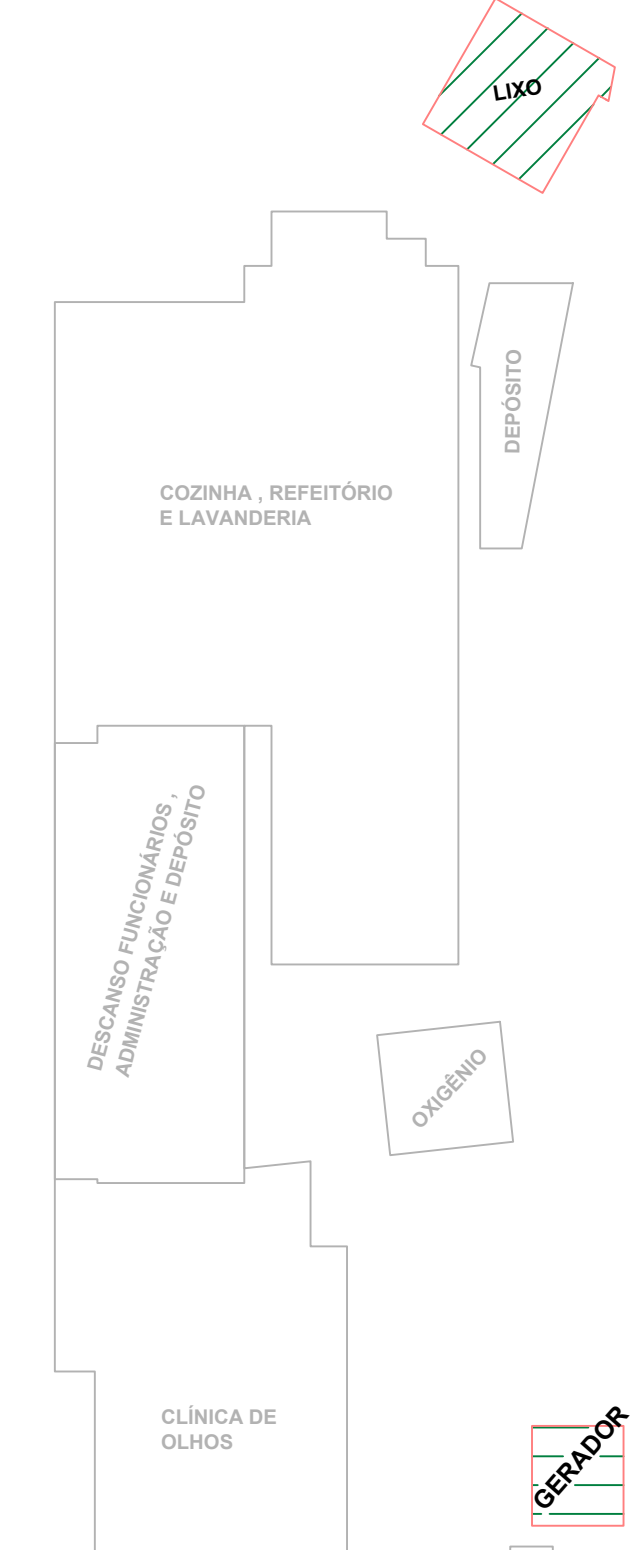 LIXO
DEPÓSITO
COZINHA , REFEITÓRIO
E LAVANDERIA
DESCANSO FUNCIONÁRIOS ,
ADMINISTRAÇÃO E DEPÓSITO
OXIGÊNIO
CLÍNICA DE
OLHOS
GERADOR